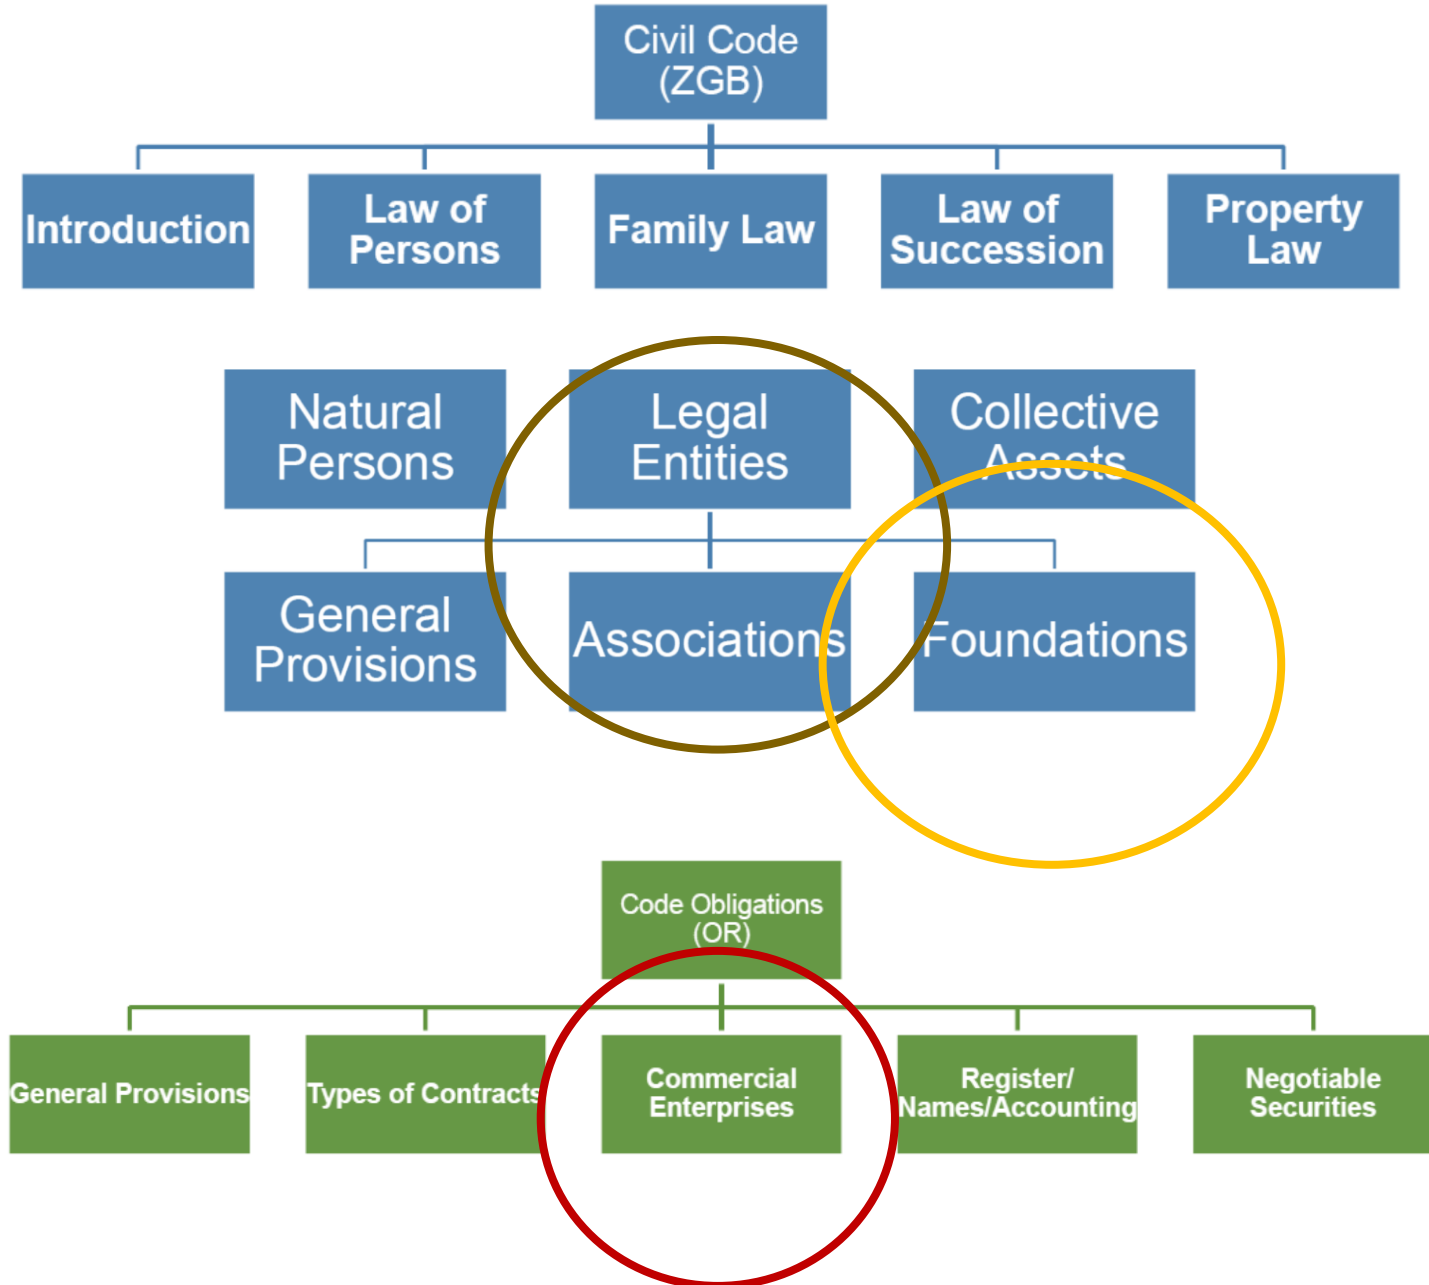 Civil Code
(ZGB)
Introduction
Law of
Persons
Family Law
Law of
Succession
Property
Law
Natural
Persons
Legal
Entities
Collective
Assets
General
Provisions
Associations
Foundations
Code Obligations
(OR)
General Provisions
Types of Contracts
Commercial
Enterprises
Register/
Names/Accounting
Negotiable
Securities